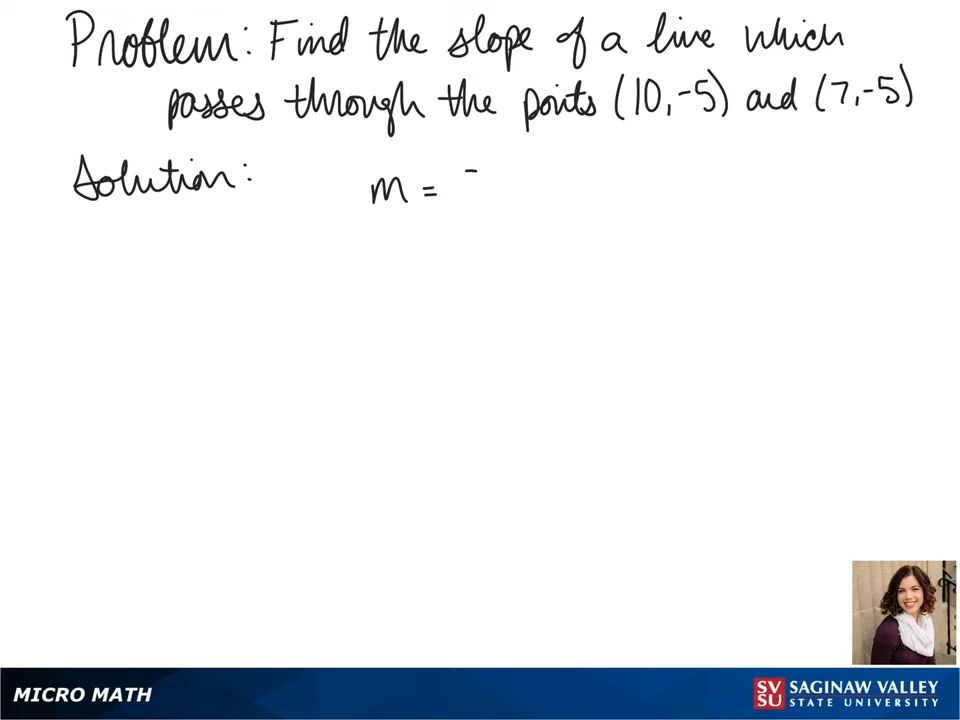 Problem: Find the slope of a line which
passes through the points (10,-5) and (7,-5)
Solution: m = -
MICRO MATH
SV SU SAGINAW VALLEY
STATE UNIVERSITY